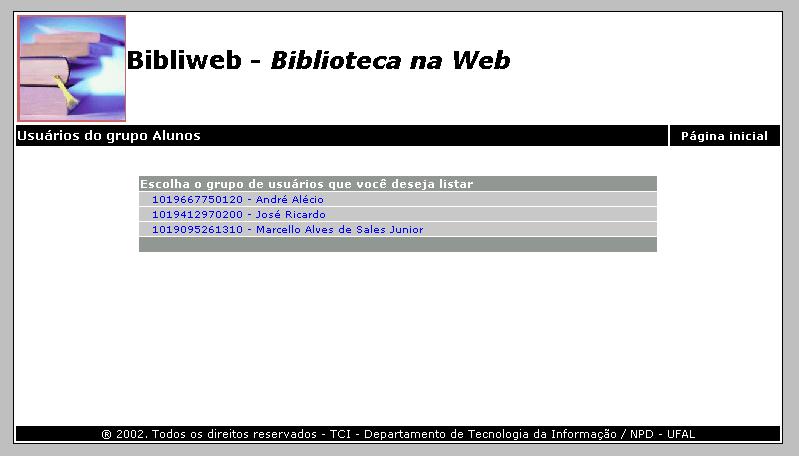 Bibliweb - Biblioteca na Web
Usuários do grupo Alunos Página inicial
Escolha o grupo de usuários que você deseja listar
1019667750120 - André Alécio
1019412970200 - José Ricardo
1019095261310 - Marcello Alves de Sales Junior
® 2002. Todos os direitos reservados - TCI - Departamento de Tecnologia da Informação / NPD - UFAL